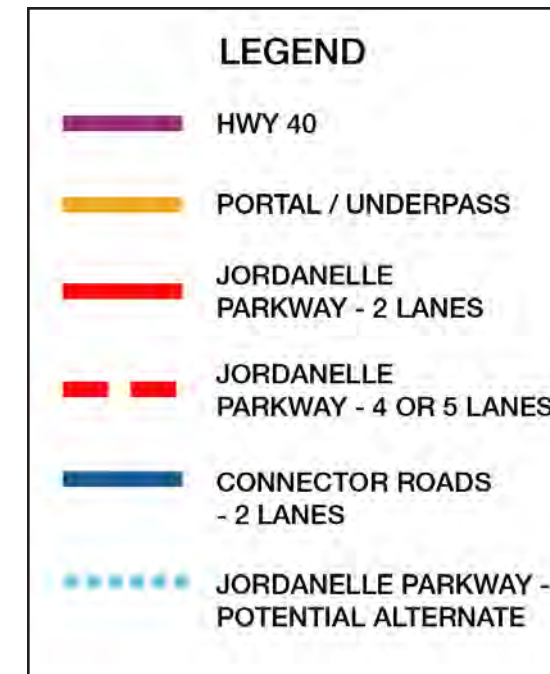 LEGEND
HWY 40
PORTAL / UNDERPASS
JORDANELLE
PARKWAY - 2 LANES
JORDANELLE
PARKWAY - 4 OR 5 LANES
CONNECTOR ROADS
- 2 LANES
JORDANELLE PARKWAY -
POTENTIAL ALTERNATE